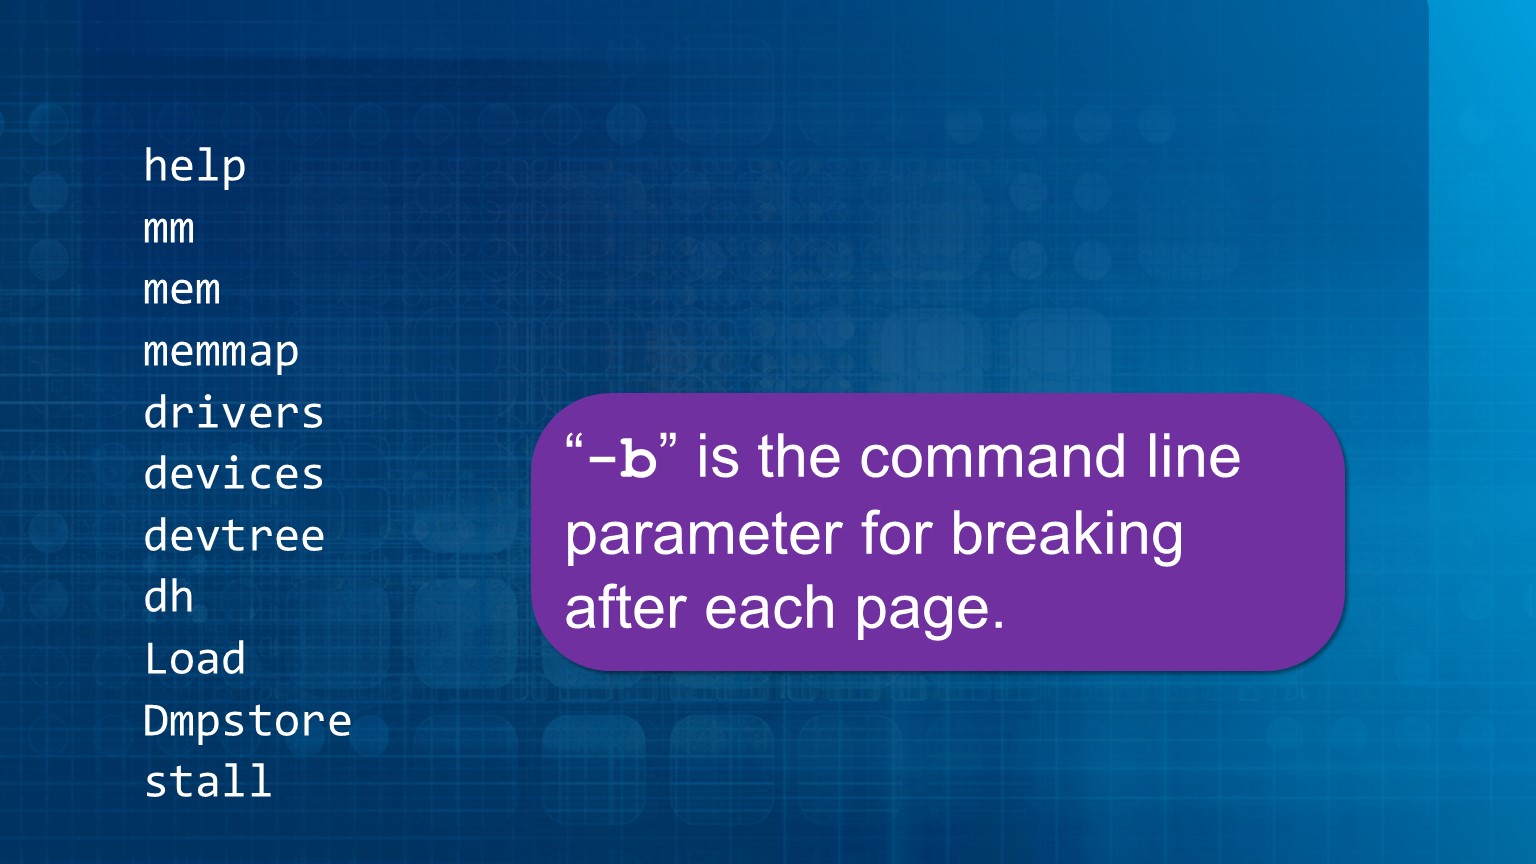 help
mm
mem
memmap
drivers
devices
devtree
dh
Load
Dmpstore
stall
“–b” is the command line
parameter for breaking
after each page.